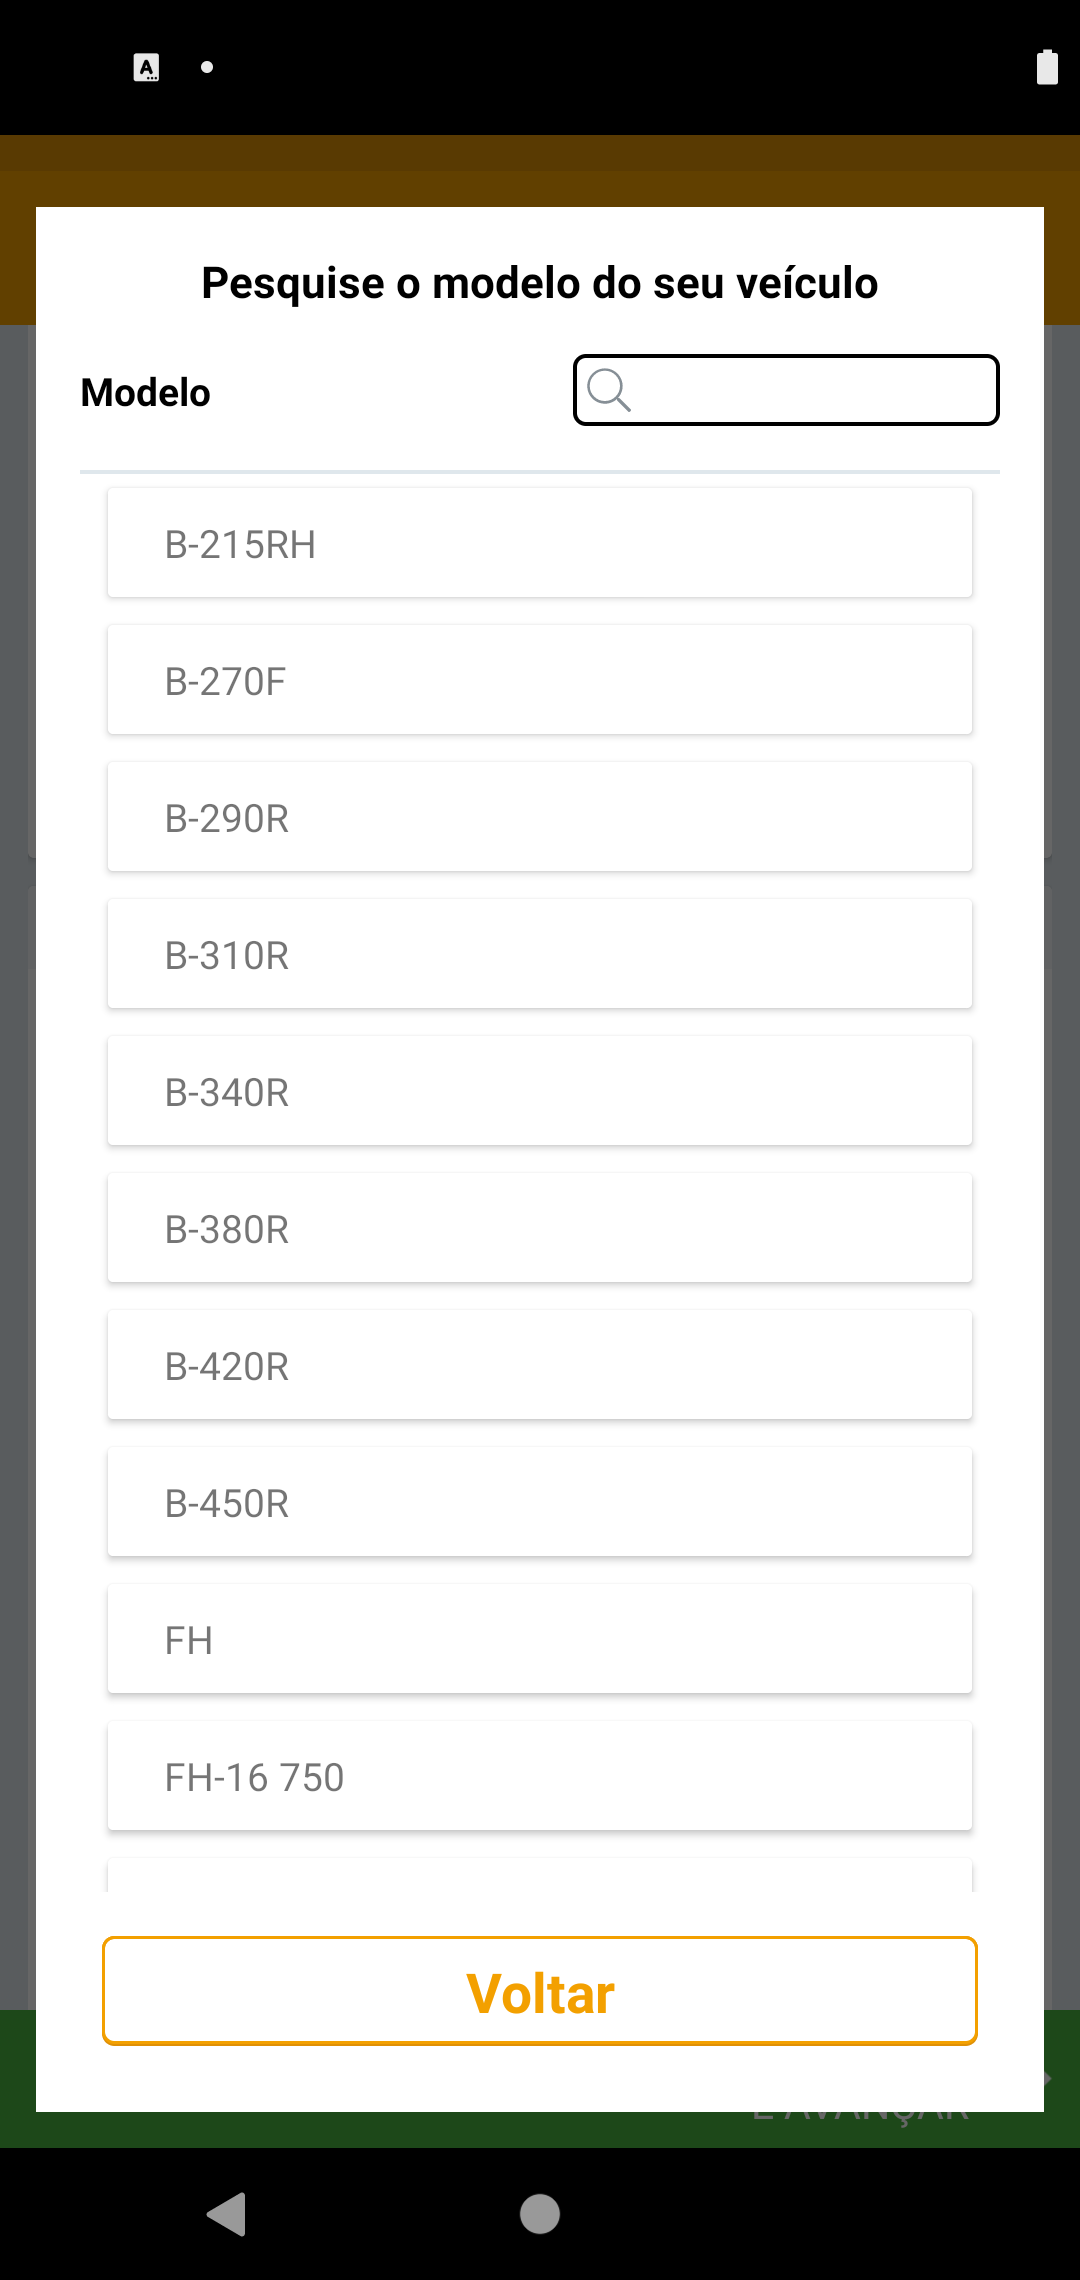 Pesquise o modelo do seu veículo
Modelo
B-215RH
B-270F
B-290R
B-310R
B-340R
B-380R
B-420R
B-450R
FH
FH-16 750
Voltar
E AVANÇAR